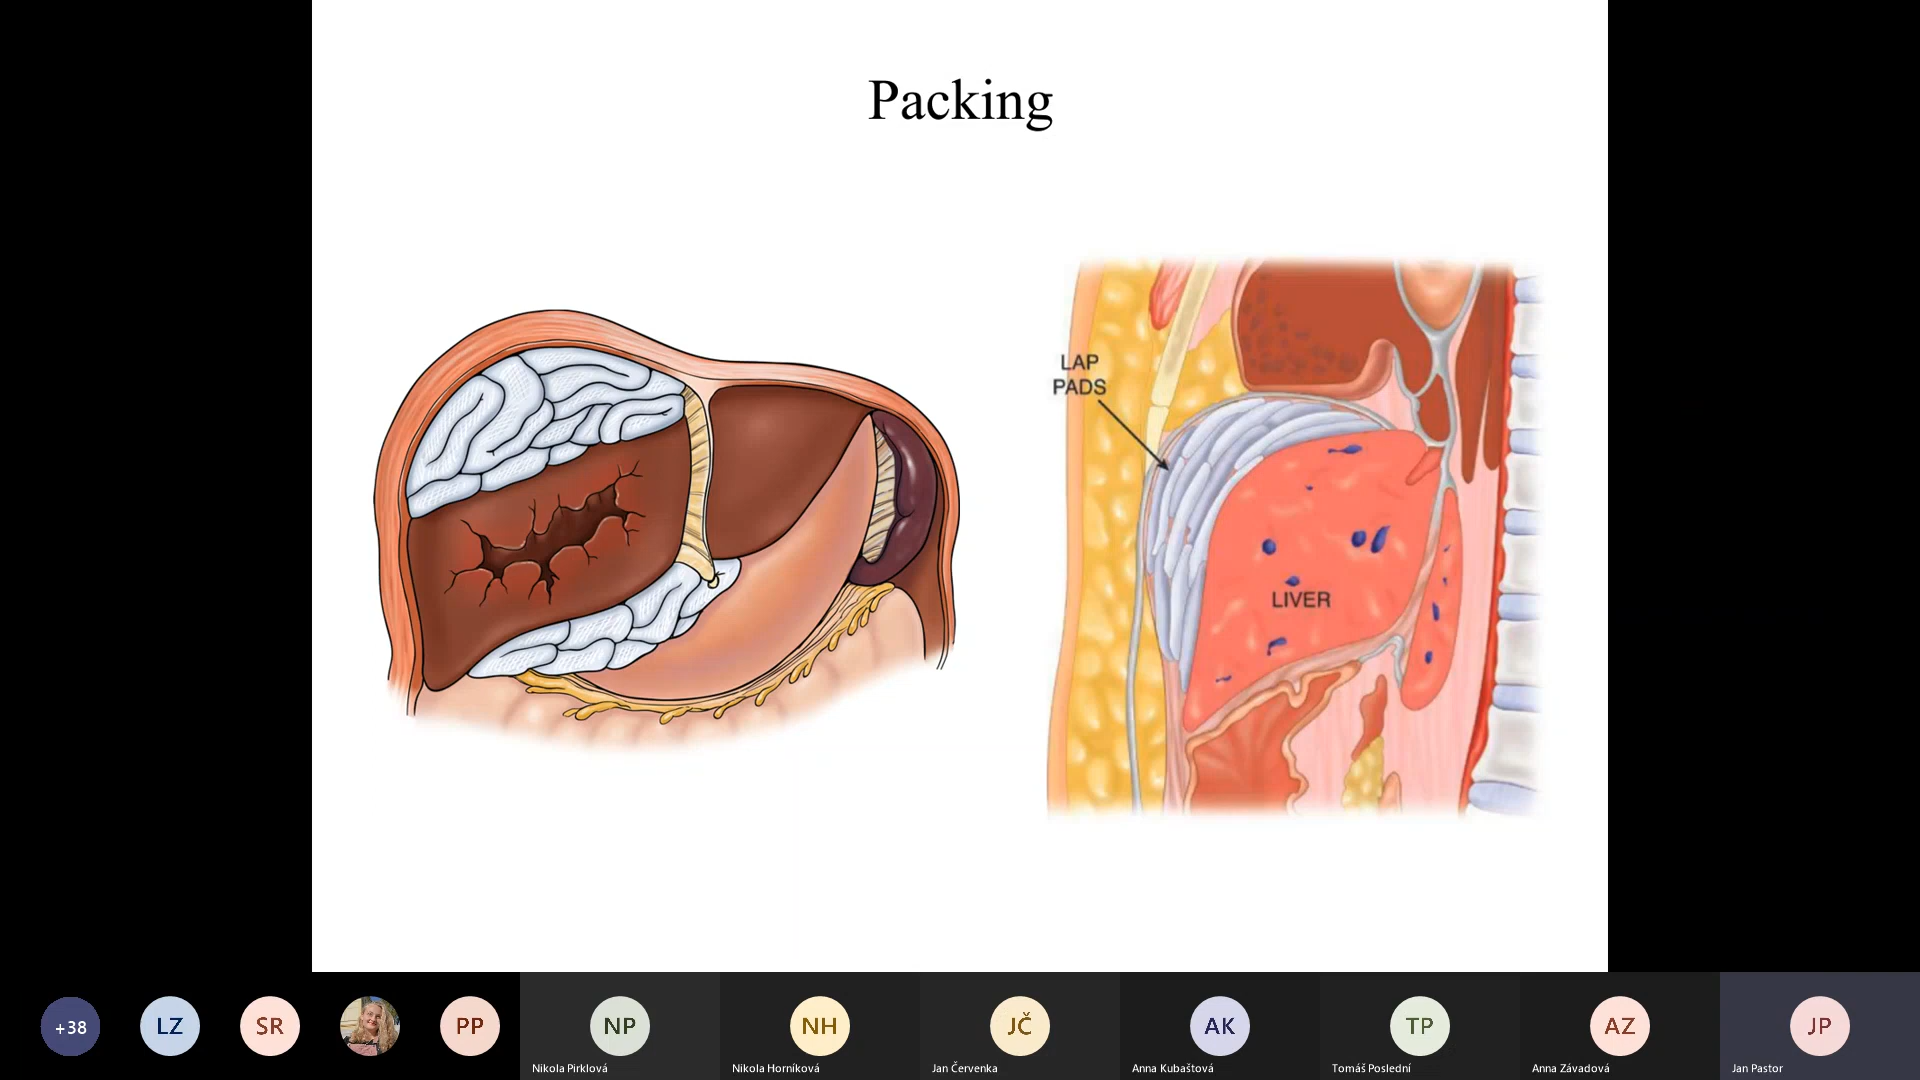 Packing
LAP
PADS
LIVER
+38
LZ
SR
PP
NP
NH
JČ
AK
TP
AZ
JP
Nikola Pirklová
Nikola Horníková
Jan Červenka
Anna Kubaštová
Tomáš Poslední
Anna Závadová
Jan Pastor